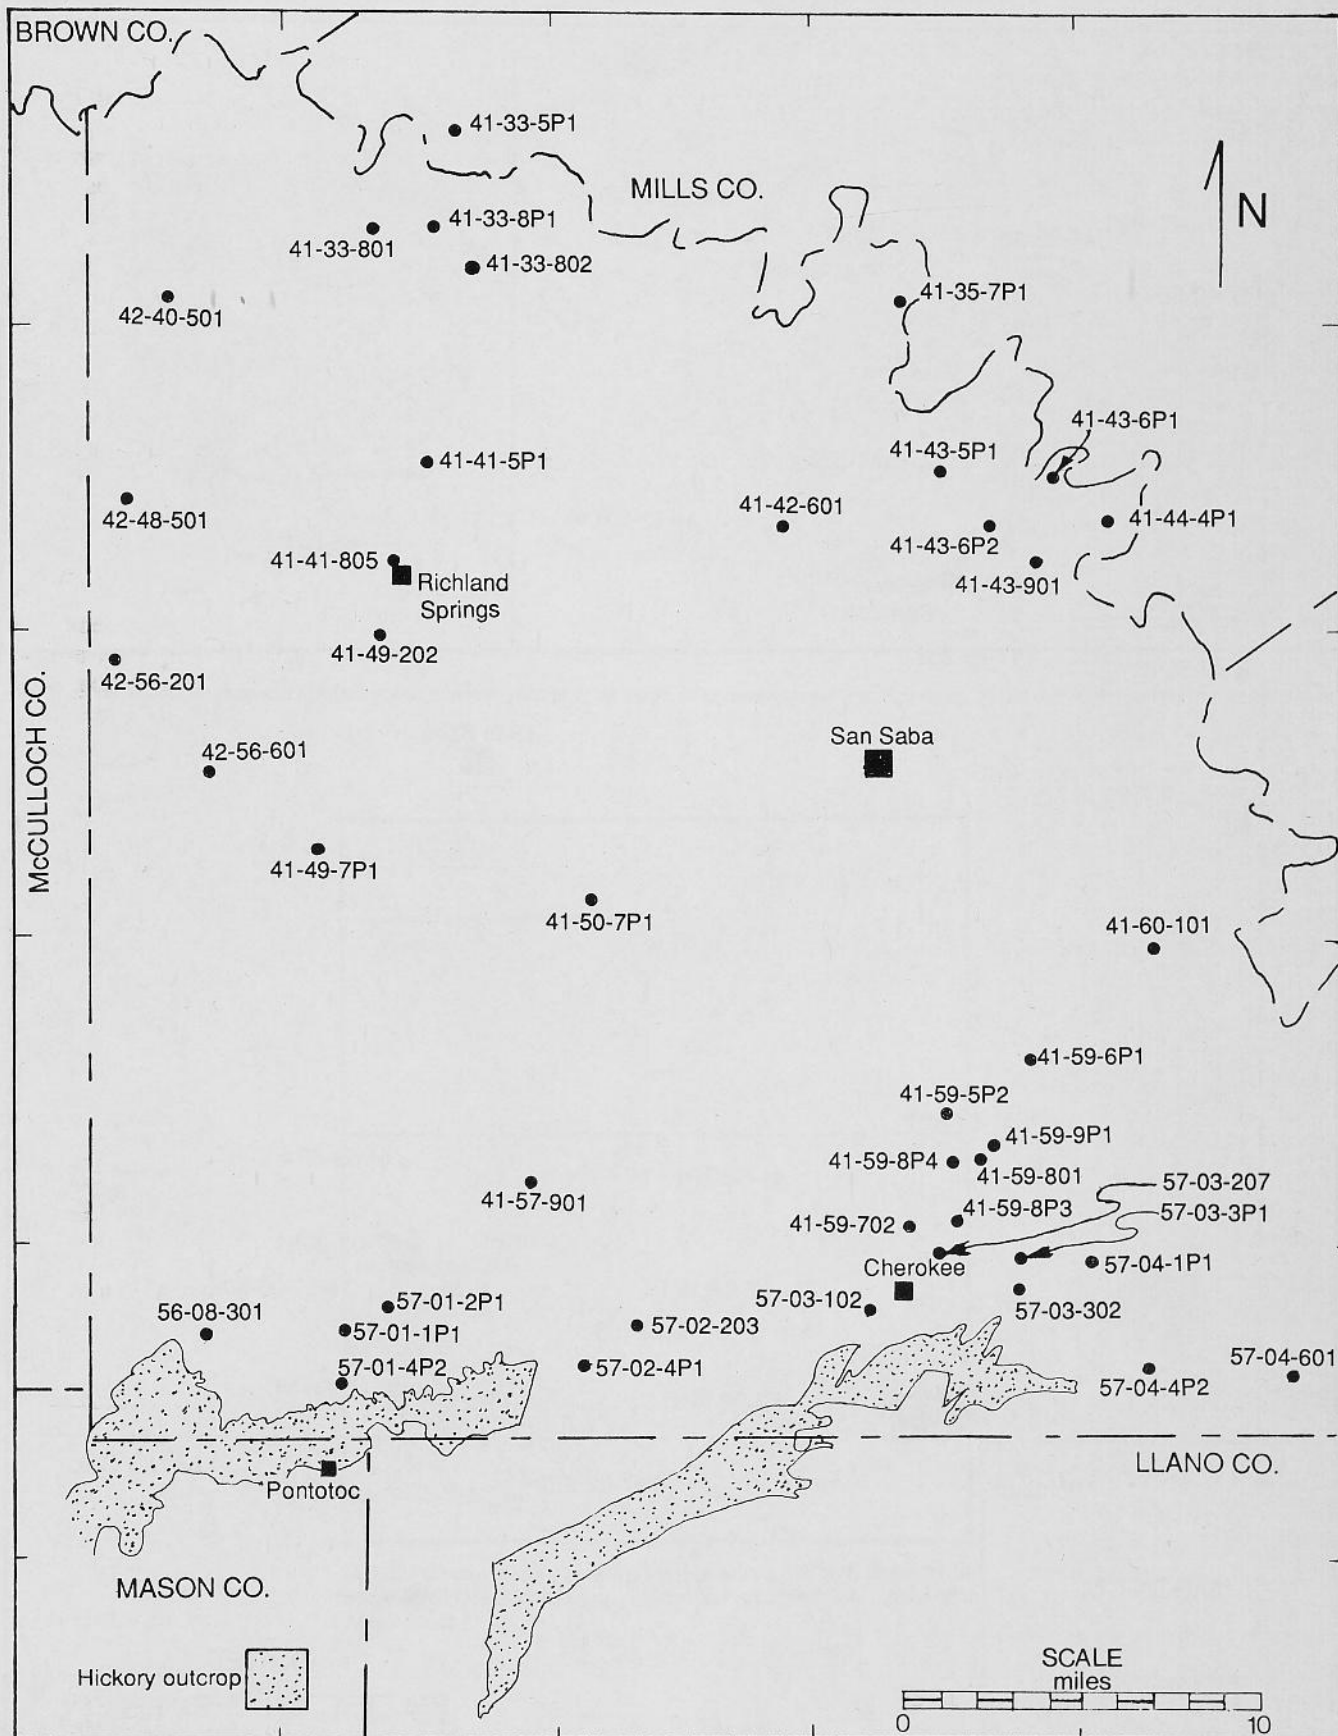 BROWN CO.
41-33-5P1
MILLS CO.
N
41-33-8P1
41-33-801
41-33-802
42-40-501
41-35-7P1
41-43-6P1
41-43-5P1
41-41-5P1
42-48-501
41-42-601
41-44-4P1
41-43-6P2
41-43-901
41-41-805
Richland
Springs
41-49-202
42-56-201
McCULLOCH CO.
42-56-601
San Saba
41-49-7P1
41-50-7P1
41-60-101
41-59-6P1
41-59-5P2
41-59-9P1
41-59-8P4
41-59-801
57-03-207
41-57-901
41-59-8P3
57-03-3P1
41-59-702
Cherokee
57-04-1P1
57-03-102
57-03-302
56-08-301
57-01-2P1
57-01-1P1
57-02-203
57-01-4P2
57-02-4P1
57-04-601
57-04-4P2
LLANO CO.
Pontotoc
MASON CO.
Hickory outcrop
SCALE
miles
0 10